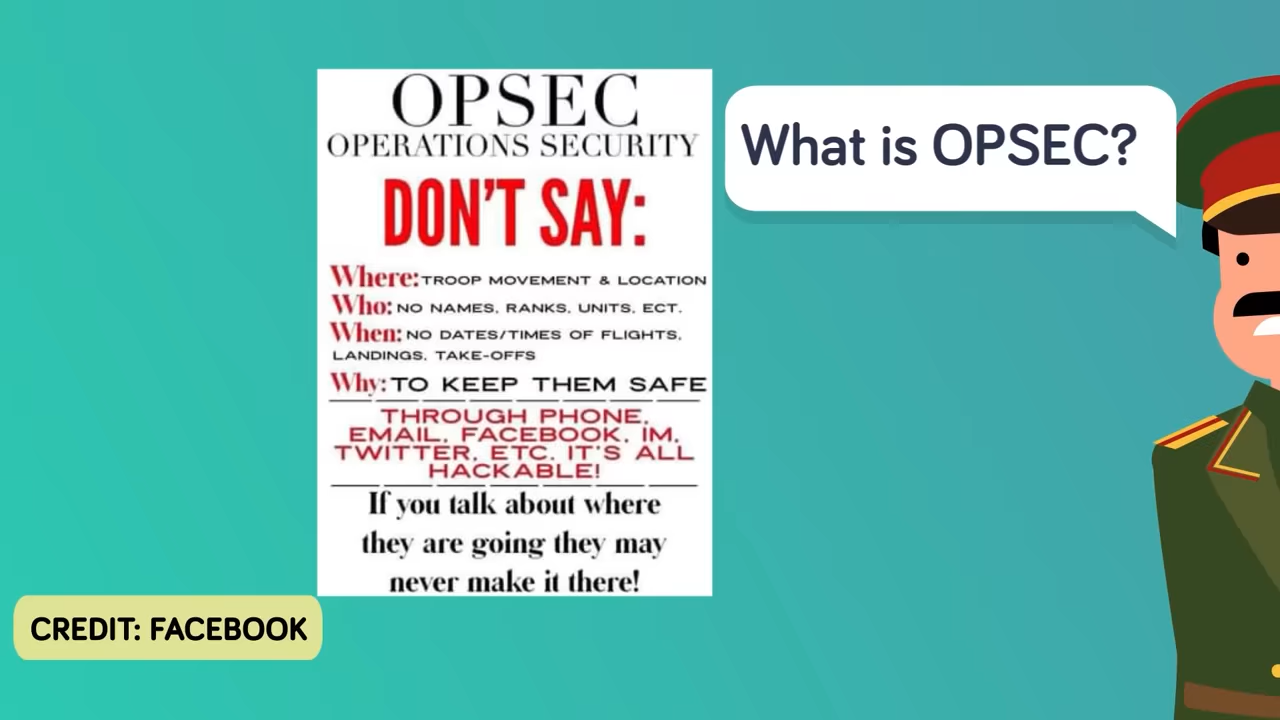 OPSEC
OPERATIONS SECURITY
DON'T SAY:
Where: TROOP MOVEMENT & LOCATION
Who: NO NAMES, RANKS, UNITS, ECT.
When: NO DATES/TIMES OF FLIGHTS,
LANDINGS, TAKE-OFFS
Why: TO KEEP THEM SAFE
THROUGH PHONE,
EMAIL, FACEBOOK, IM,
TWITTER, ETC. IT'S ALL
HACKABLE!
If you talk about where
they are going they may
never make it there!
What is OPSEC?
CREDIT: FACEBOOK